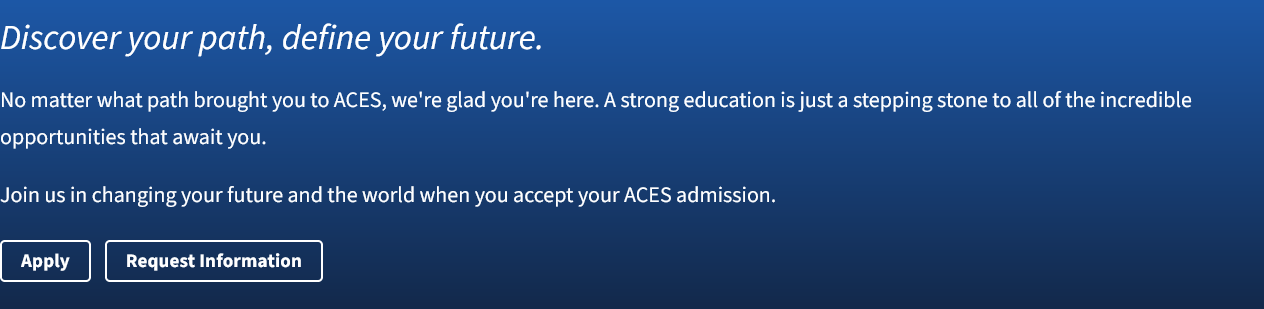 Discover your path, define your future.
No matter what path brought you to ACES, we're glad you're here. A strong education is just a stepping stone to all of the incredible
opportunities that await you.
Join us in changing your future and the world when you accept your ACES admission.
Apply
Request Information